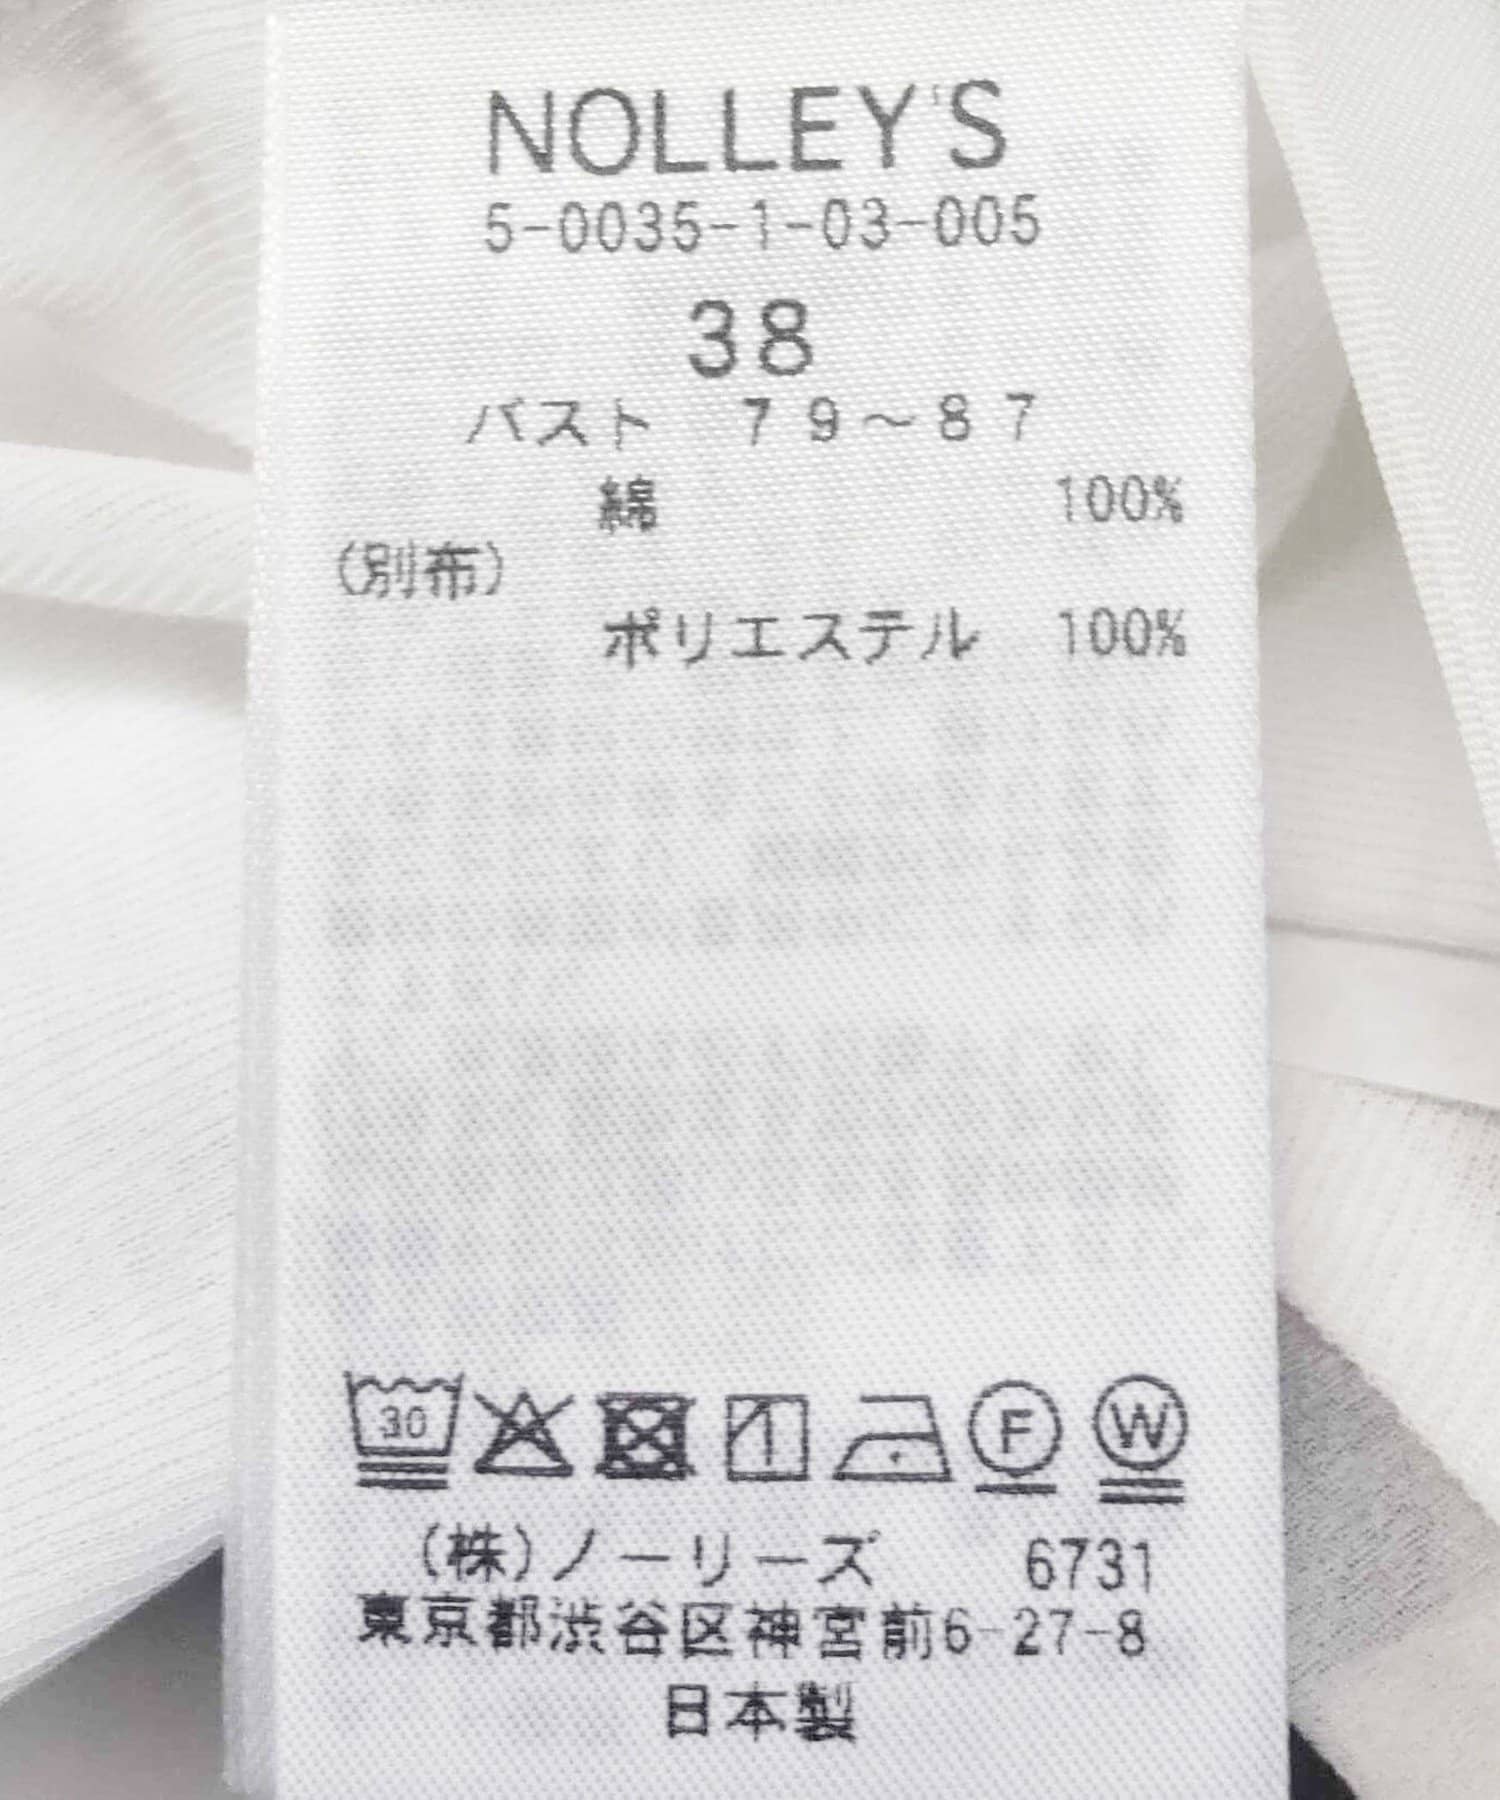 NOLLEY'S
5-0035-1-03-005
38
バスト 79～87
綿 100%
(別布)
ポリエステル 100%
30 F W
(株)ノーリーズ 6731
東京都渋谷区神宮前6-27-8
日本製